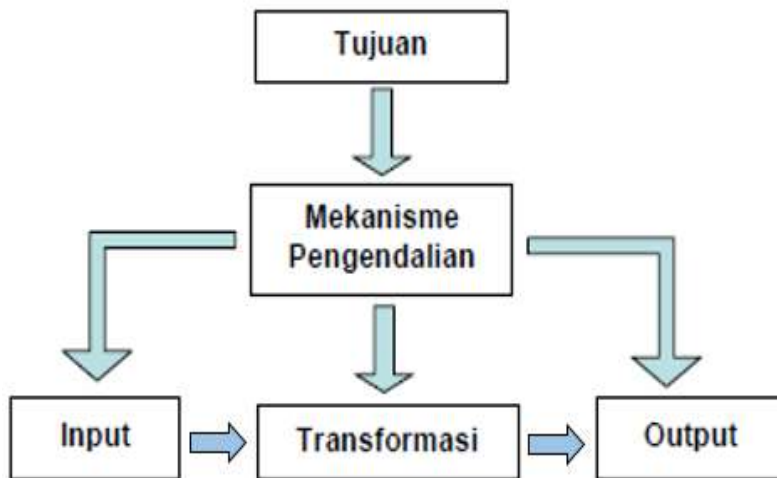 Tujuan
Mekanisme
Pengendalian
Input
Transformasi
Output